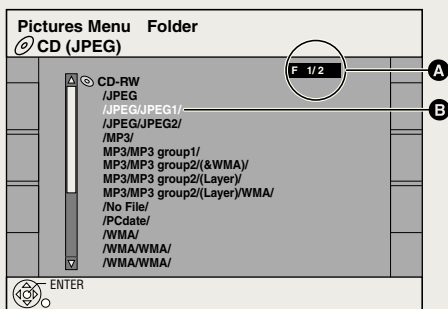 Pictures Menu Folder
CD (JPEG)
F 1/2
A
CD-RW
/JPEG
/JPEG/JPEG1/
B
/JPEG/JPEG2/
/MP3/
MP3/MP3 group1/
MP3/MP3 group2/(&WMA)/
MP3/MP3 group2/(Layer)/
MP3/MP3 group2/(Layer)/WMA/
/No File/
/PCdate/
/WMA/
/WMA/WMA/
/WMA/WMA/
ENTER